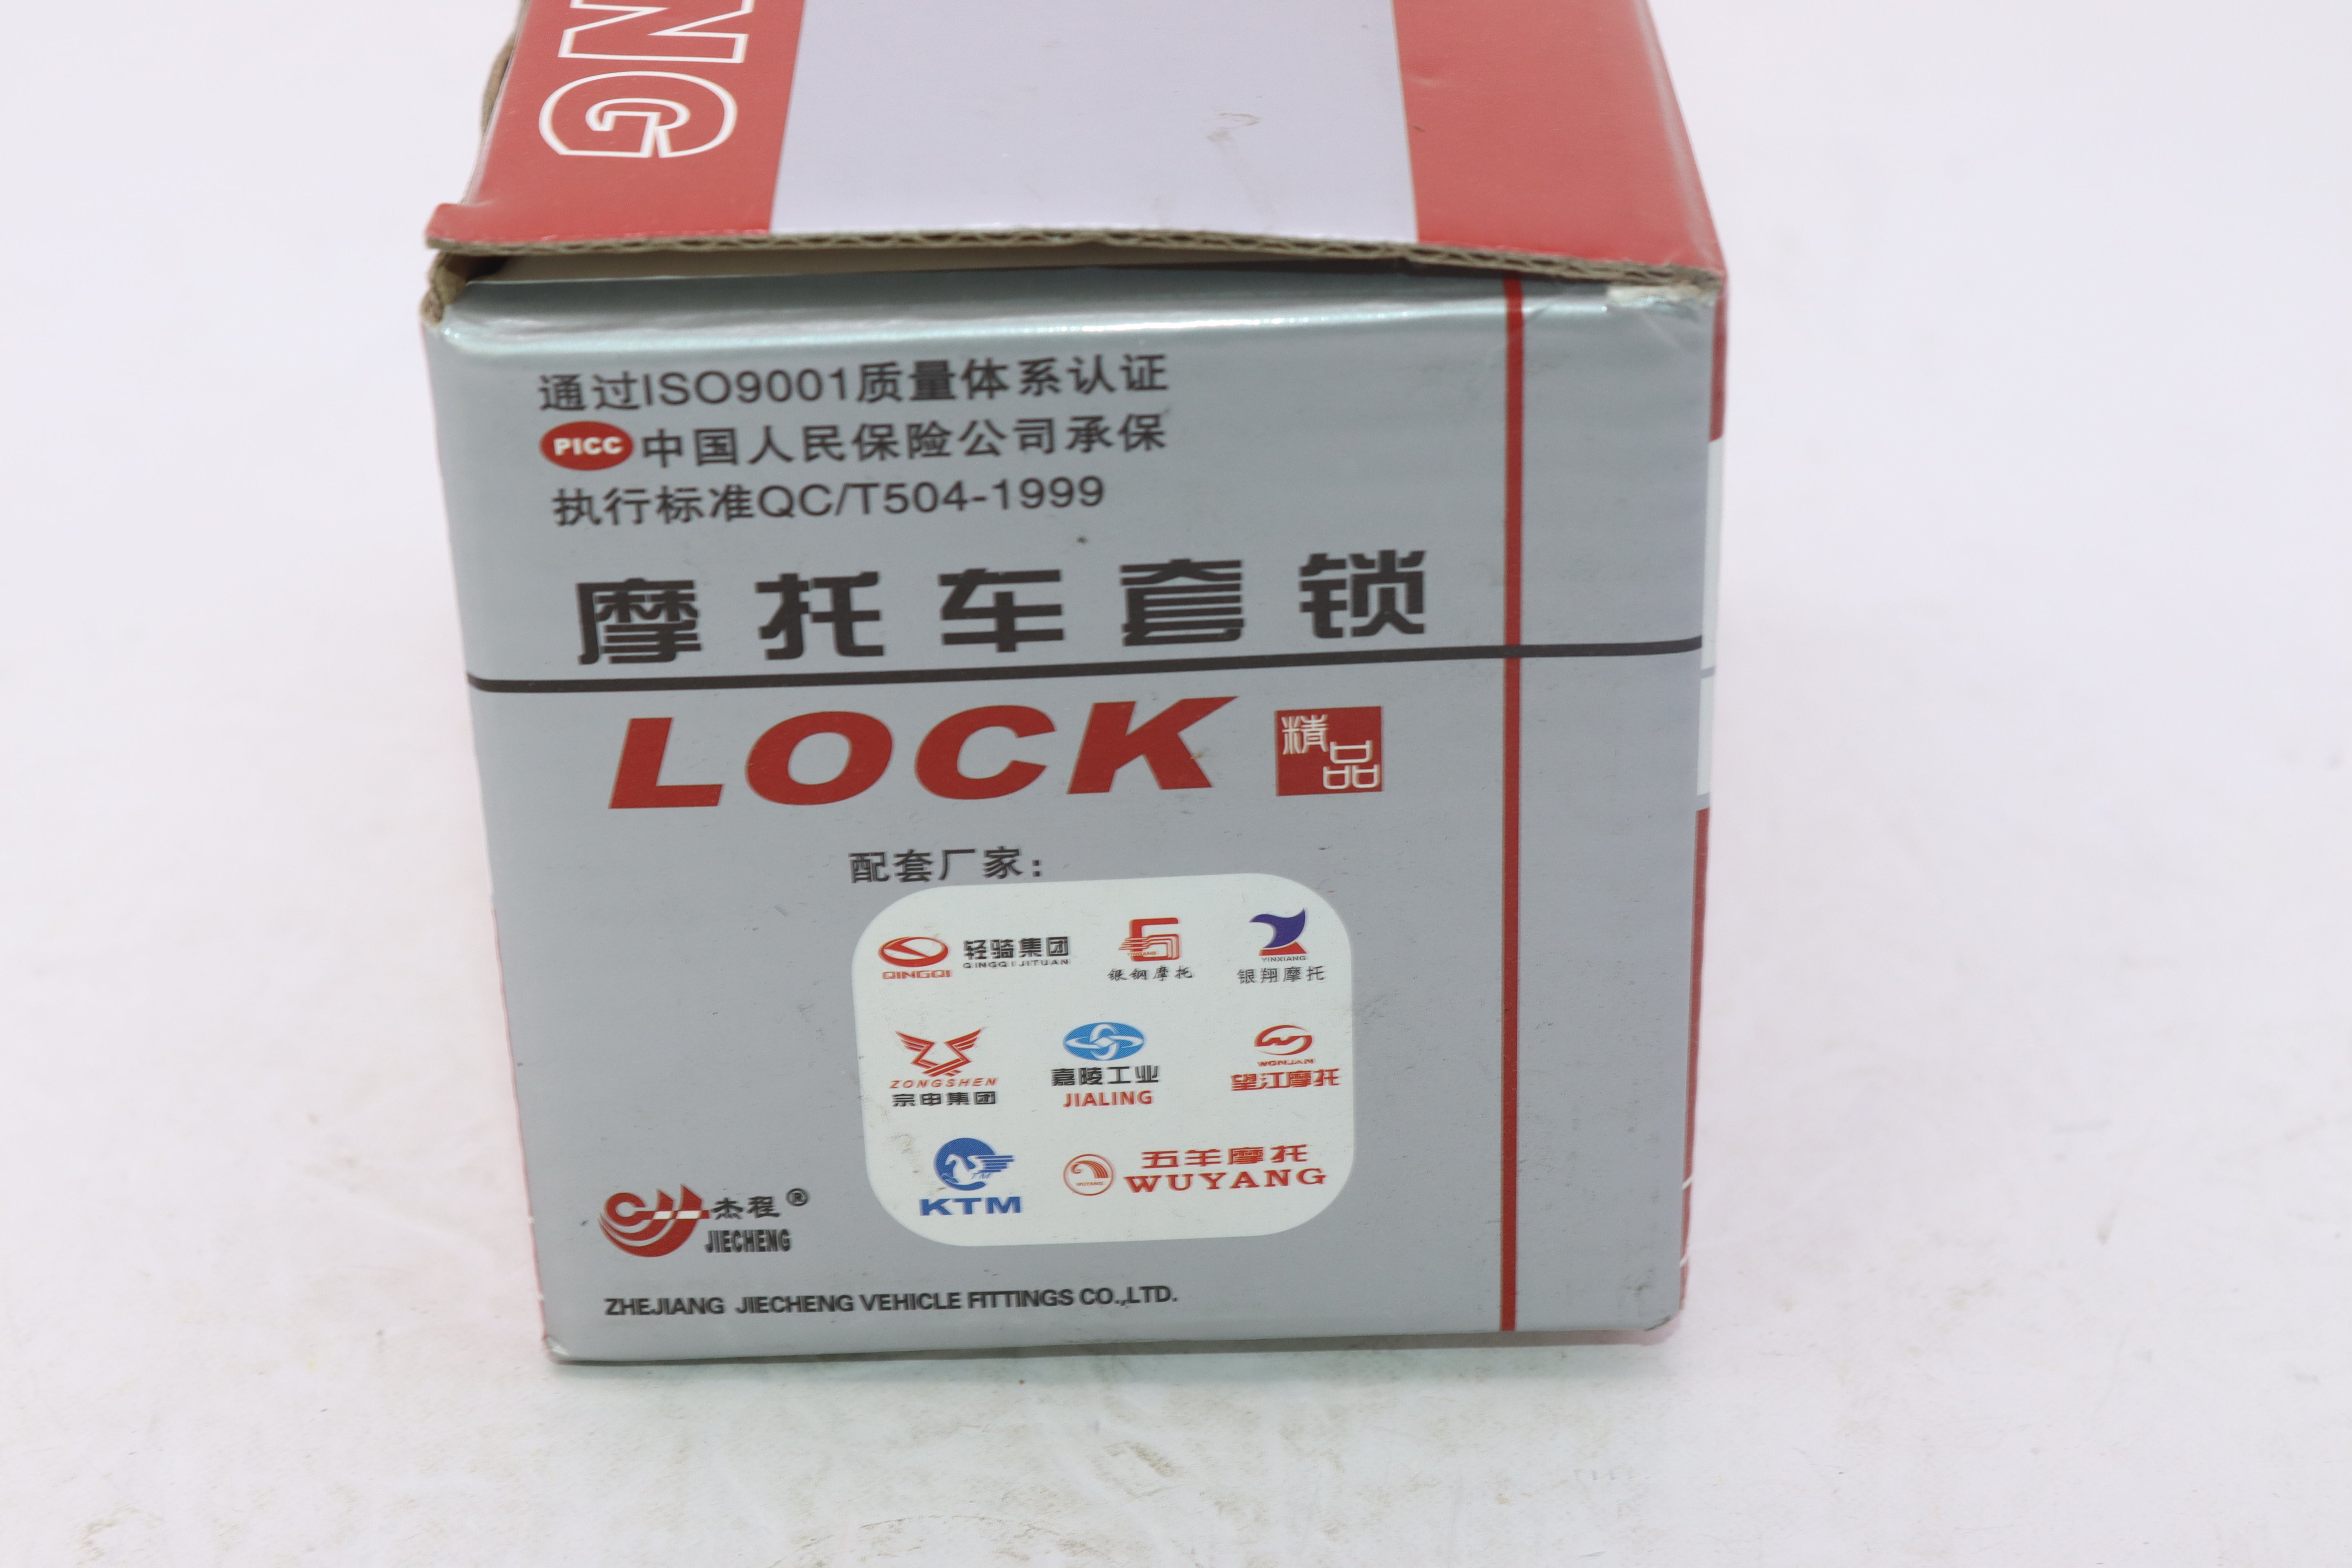 NG
通过ISO9001质量体系认证
PICC 中国人民保险公司承保
执行标准QC/T504-1999
摩托车套锁
LOCK 精品
配套厂家：
QINGQI 轻骑集团 QINGQI JITUAN
银钢摩托
YINXIANG 银翔摩托
ZONGSHEN 宗申集团
嘉陵工业 JIALING
WONJAN 望江摩托
KTM
WUYANG 五羊摩托 WUYANG
杰程® JIECHENG
ZHEJIANG JIECHENG VEHICLE FITTINGS CO.,LTD.